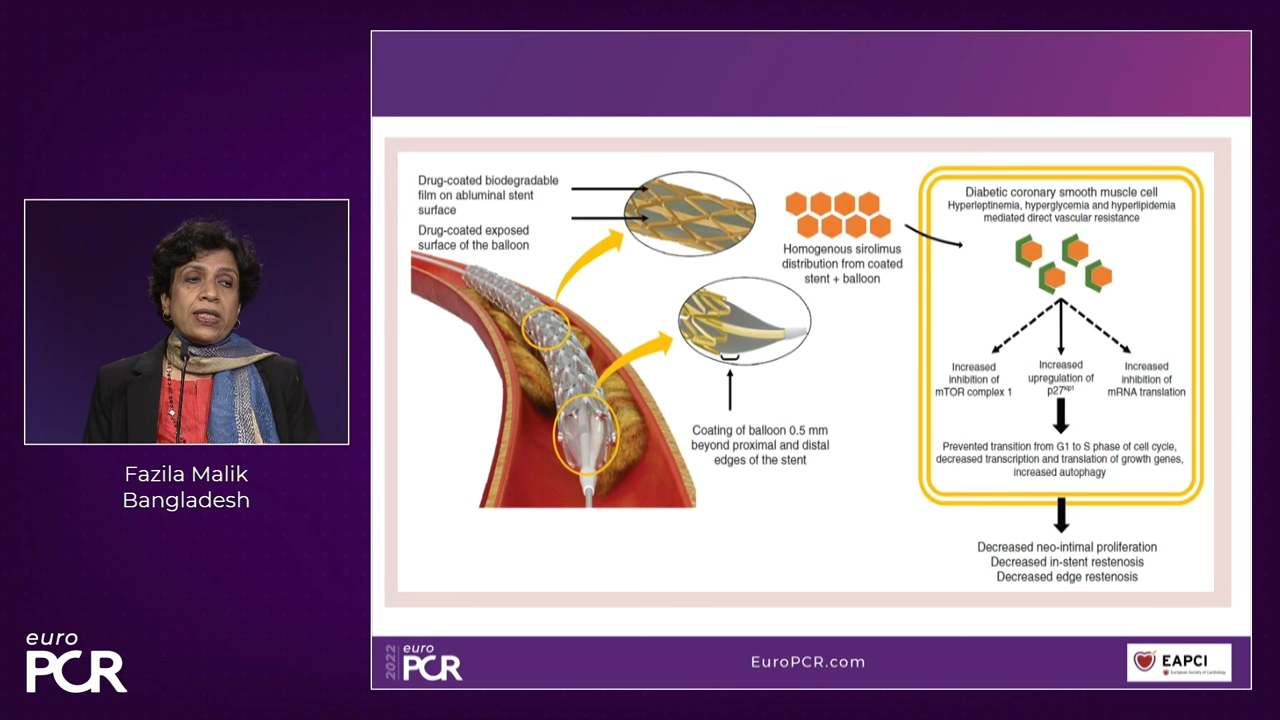 Drug-coated biodegradable
film on abluminal stent
surface
Drug-coated exposed
surface of the balloon
Homogenous sirolimus
distribution from coated
stent + balloon
Coating of balloon 0.5 mm
beyond proximal and distal
edges of the stent
Diabetic coronary smooth muscle cell
Hyperleptinemia, hyperglycemia and hyperlipidemia
mediated direct vascular resistance
Increased
inhibition of
mTOR complex 1
Increased
upregulation of
p27kip1
Increased
inhibition of
mRNA translation
Prevented transition from G1 to S phase of cell cycle,
decreased transcription and translation of growth genes,
increased autophagy
Decreased neo-intimal proliferation
Decreased in-stent restenosis
Decreased edge restenosis
Fazila Malik
Bangladesh
euro
PCR
2022
euro
PCR
EuroPCR.com
EAPCI
European Society of Cardiology